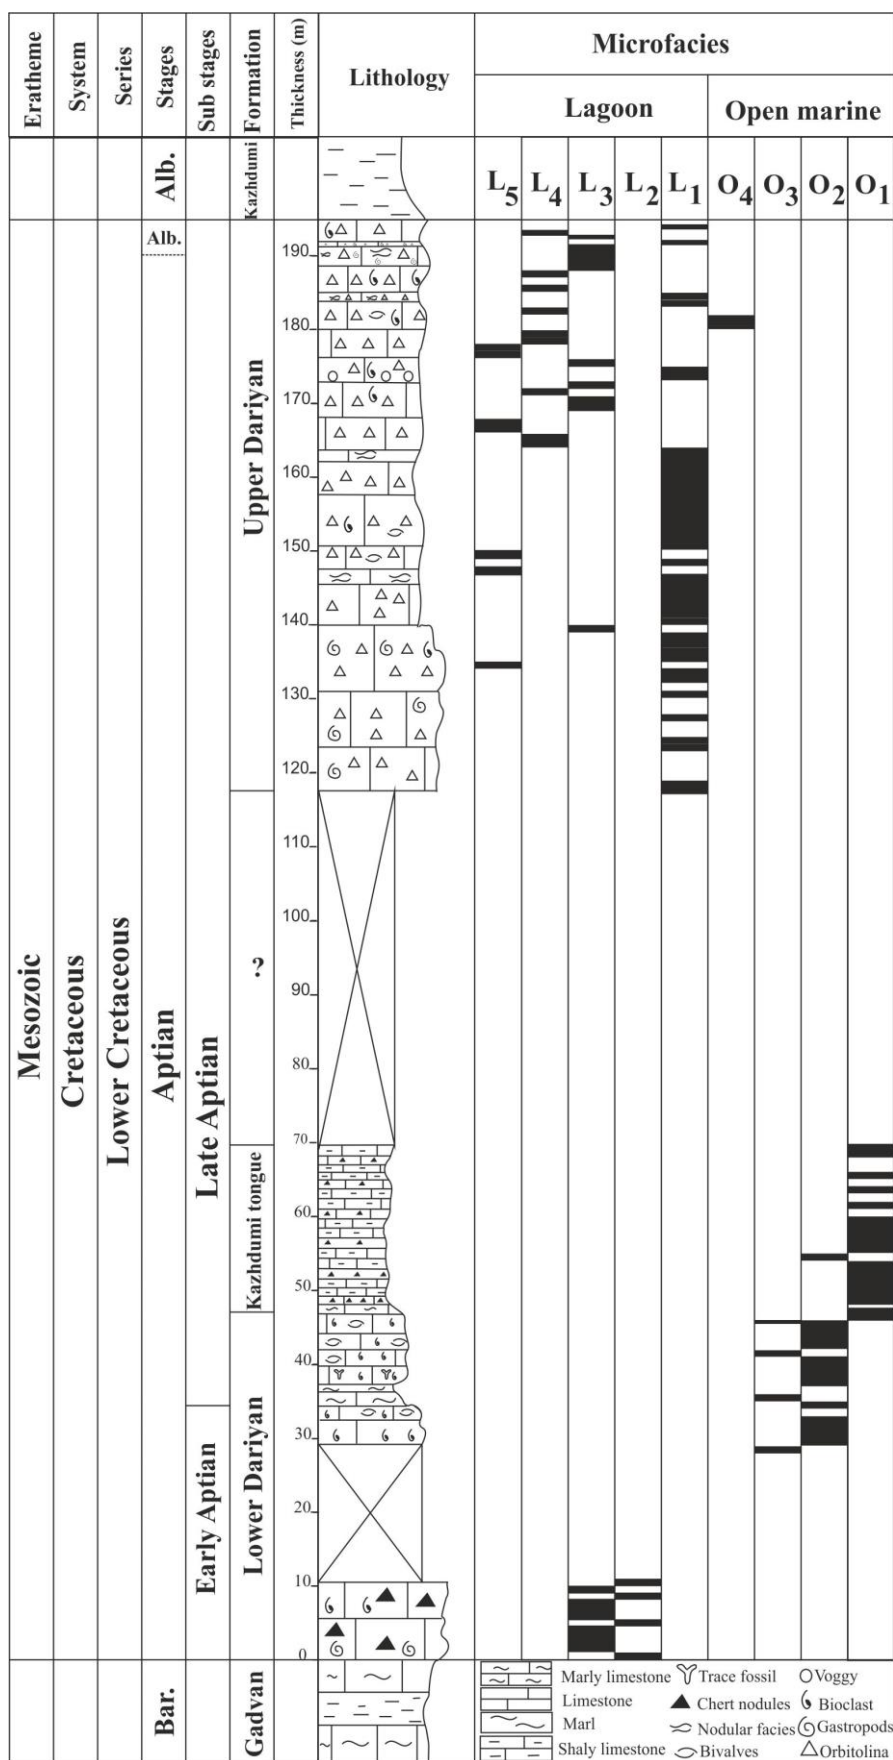 Eratheme
System
Series
Stages
Sub stages
Formation
Thickness (m)
Lithology
Microfacies
Lagoon
Open marine
L5
L4
L3
L2
L1
O4
O3
O2
O1
Alb.
Kazhdumi
Alb.
Mesozoic
Cretaceous
Lower Cretaceous
Aptian
Late Aptian
Early Aptian
Upper Dariyan
?
Kazhdumi tongue
Lower Dariyan
Bar.
Gadvan
190
180
170
160
150
140
130
120
110
100
90
80
70
60
50
40
30
20
10
0
Marly limestone
Trace fossil
Voggy
Limestone
Chert nodules
Bioclast
Marl
Nodular facies
Gastropods
Shaly limestone
Bivalves
Orbitolina